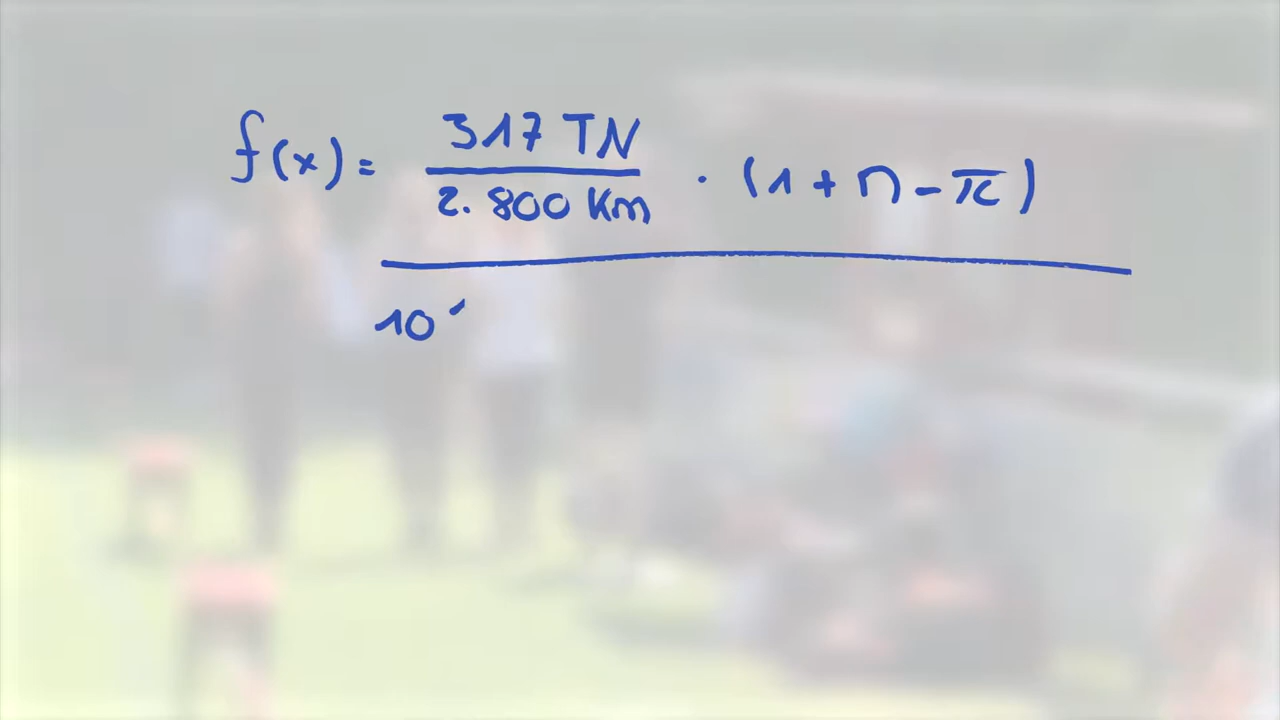 f(x) = 317 TN / 2.800 Km · (1 + n - π)
10